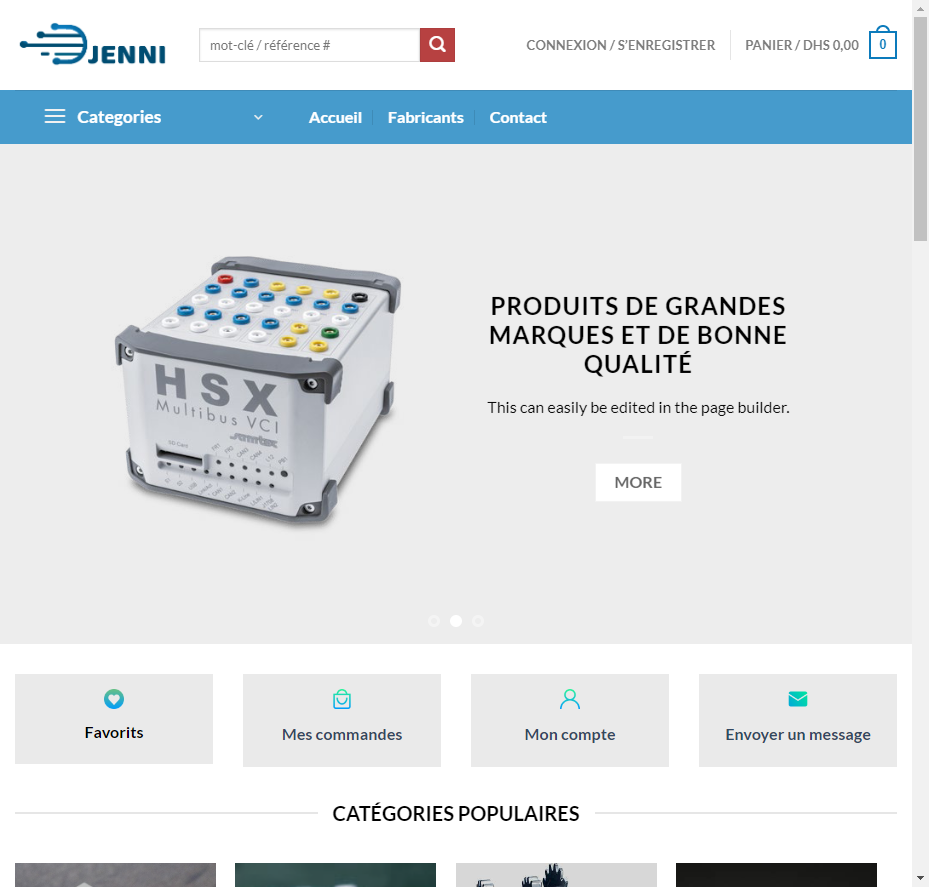 JENNI
mot-clé / référence #
CONNEXION / S'ENREGISTRER
PANIER / DHS 0,00
0
Categories
Accueil
Fabricants
Contact
HSX
Multibus VCI
SD Card
PRODUITS DE GRANDES
MARQUES ET DE BONNE
QUALITÉ
This can easily be edited in the page builder.
MORE
Favorits
Mes commandes
Mon compte
Envoyer un message
CATÉGORIES POPULAIRES